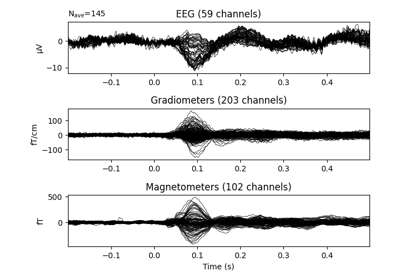 N_ave=145
EEG (59 channels)
µV
0
−10
−0.1 0.0 0.1 0.2 0.3 0.4
Gradiometers (203 channels)
fT/cm
100
0
−100
−0.1 0.0 0.1 0.2 0.3 0.4
Magnetometers (102 channels)
fT
500
0
−0.1 0.0 0.1 0.2 0.3 0.4
Time (s)